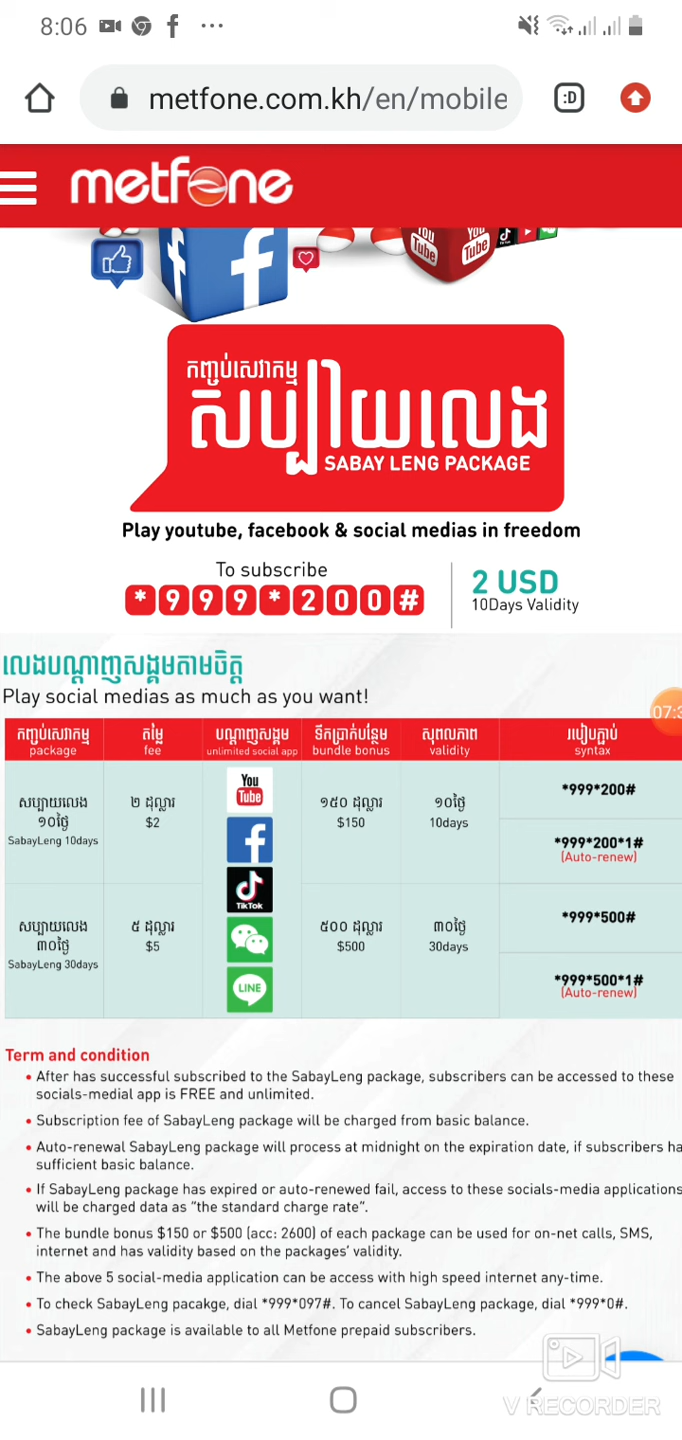 8:06
metfone.com.kh/en/mobile
:D
metfone
You Tube
You Tube
កញ្ចប់សេវាកម្ម
សប្បាយលេង
SABAY LENG PACKAGE
Play youtube, facebook & social medias in freedom
To subscribe
*999*200#
2 USD
10Days Validity
លេងបណ្តាញសង្គមតាមចិត្ត
Play social medias as much as you want!
07:3
កញ្ចប់សេវាកម្ម តម្លៃ បណ្តាញសង្គម ទឹកប្រាក់បន្ថែម សុពលភាព របៀបភ្ជាប់
package fee unlimited social app bundle bonus validity syntax
You Tube
សប្បាយលេង ១០ថ្ងៃ
SabayLeng 10days
២ ដុល្លារ
$2
១៥០ ដុល្លារ
$150
១០ថ្ងៃ
10days
*999*200#
*999*200*1#
(Auto-renew)
TikTok
សប្បាយលេង ៣០ថ្ងៃ
SabayLeng 30days
៥ ដុល្លារ
$5
៥០០ ដុល្លារ
$500
៣០ថ្ងៃ
30days
*999*500#
*999*500*1#
(Auto-renew)
LINE
Term and condition
• After has successful subscribed to the SabayLeng package, subscribers can be accessed to these
socials-medial app is FREE and unlimited.
• Subscription fee of SabayLeng package will be charged from basic balance.
• Auto-renewal SabayLeng package will process at midnight on the expiration date, if subscribers ha
sufficient basic balance.
• If SabayLeng package has expired or auto-renewed fail, access to these socials-media applications
will be charged data as “the standard charge rate”.
• The bundle bonus $150 or $500 (acc: 2600) of each package can be used for on-net calls, SMS,
internet and has validity based on the packages’ validity.
• The above 5 social-media application can be access with high speed internet any-time.
• To check SabayLeng pacakge, dial *999*097#. To cancel SabayLeng package, dial *999*0#.
• SabayLeng package is available to all Metfone prepaid subscribers.
V RECORDER